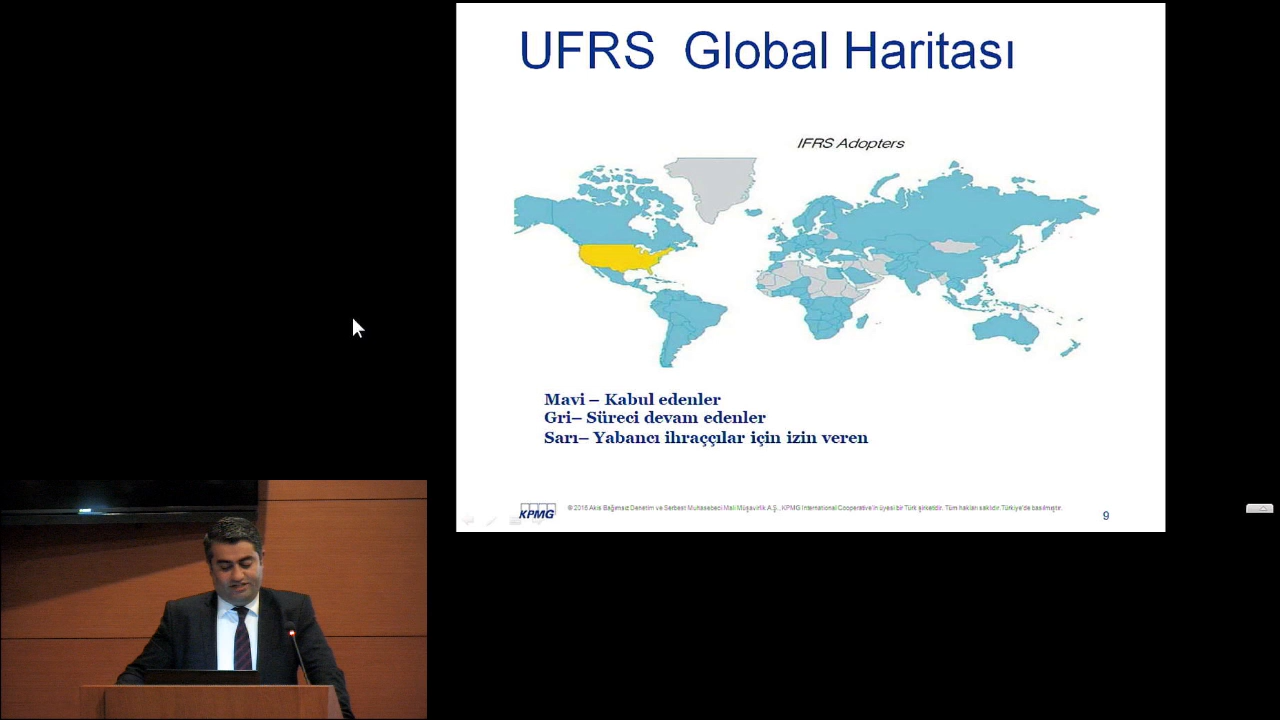 UFRS Global Haritası
IFRS Adopters
Mavi – Kabul edenler
Gri– Süreci devam edenler
Sarı– Yabancı ihraççılar için izin veren
KPMG
© 2016 Akis Bağımsız Denetim ve Serbest Muhasebeci Mali Müşavirlik A.Ş., KPMG International Cooperative'in üyesi bir Türk şirketidir. Tüm hakları saklıdır. Türkiye'de basılmıştır.
9